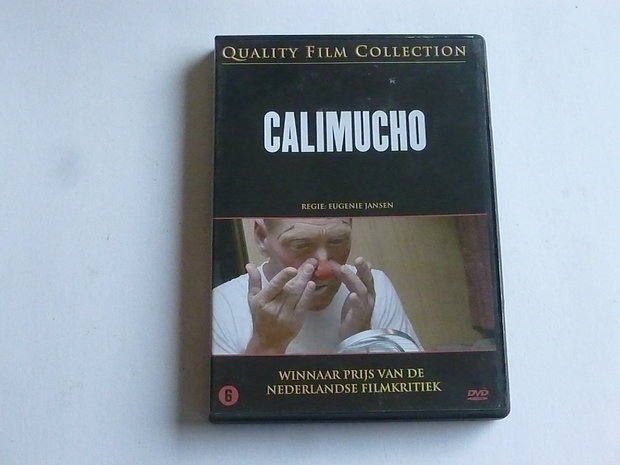 QUALITY FILM COLLECTION
CALIMUCHO
REGIE: EUGENIE JANSEN
WINNAAR PRIJS VAN DE
NEDERLANDSE FILMKRITIEK
6
DVD